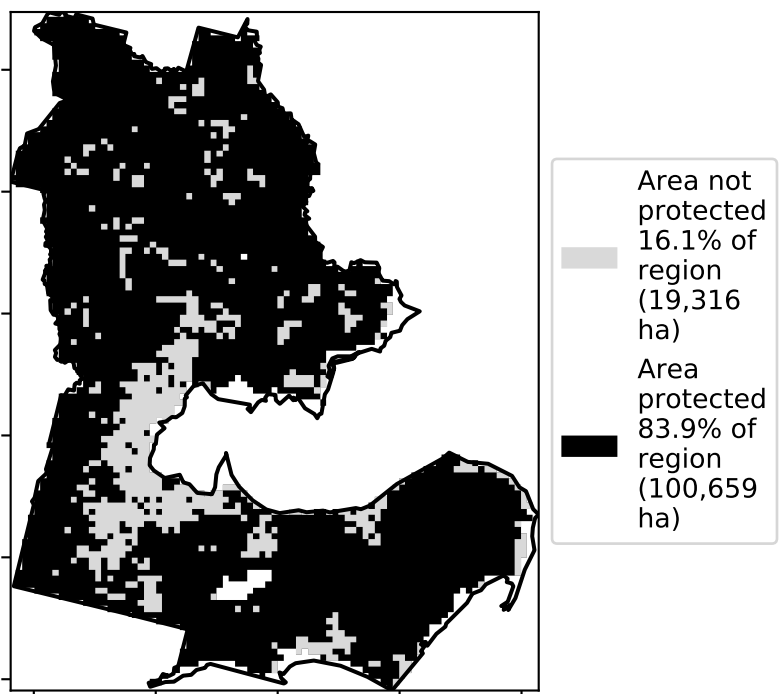 Area not
protected
16.1% of
region
(19,316
ha)
Area
protected
83.9% of
region
(100,659
ha)